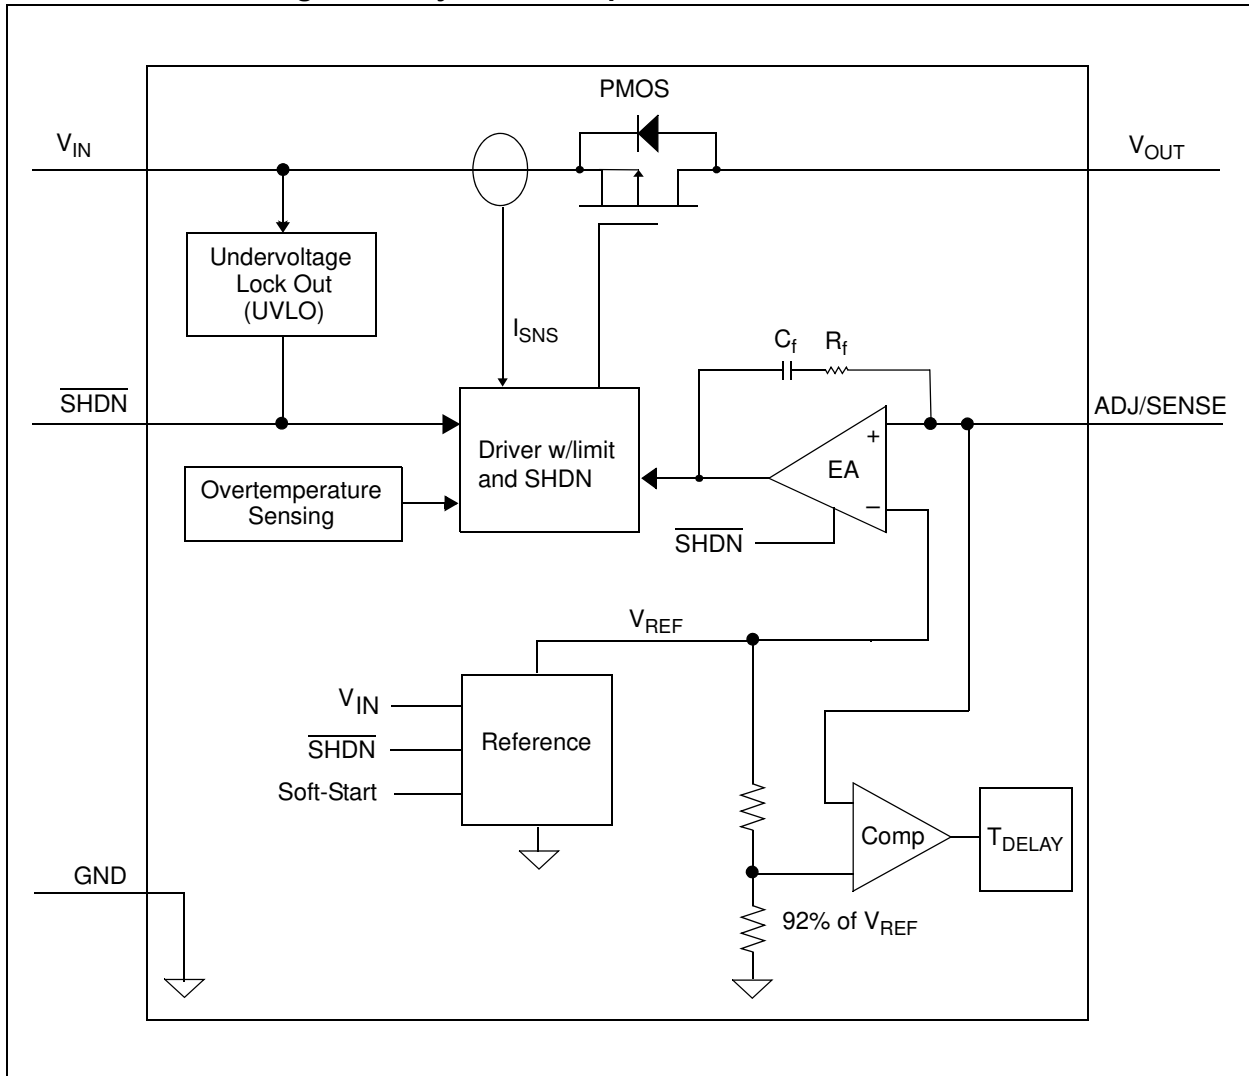 PMOS
V_IN
V_OUT
Undervoltage
Lock Out
(UVLO)
I_SNS
C_f
R_f
SHDN
ADJ/SENSE
Driver w/limit
and SHDN
+
EA
−
Overtemperature
Sensing
SHDN
V_REF
V_IN
SHDN
Reference
Soft-Start
Comp
T_DELAY
GND
92% of V_REF